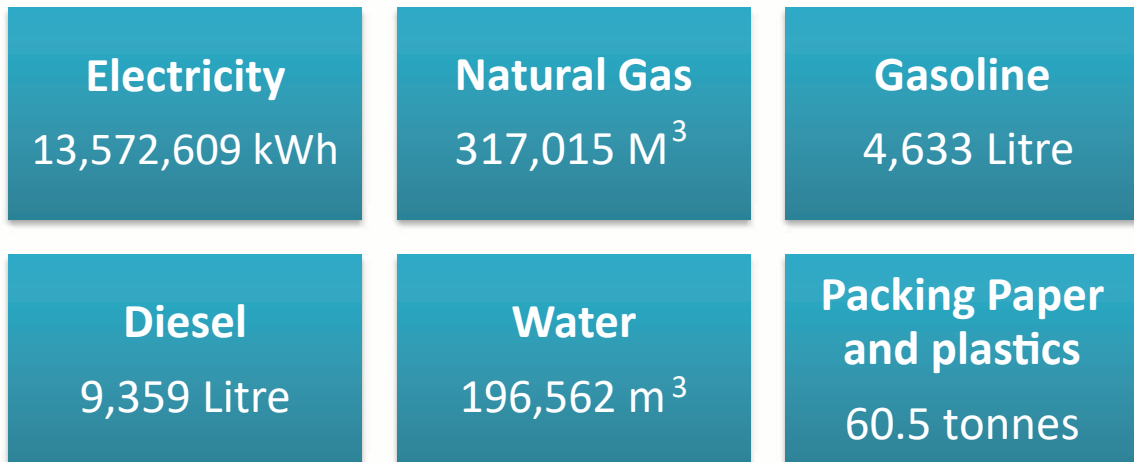 Electricity
13,572,609 kWh
Natural Gas
317,015 M³
Gasoline
4,633 Litre
Diesel
9,359 Litre
Water
196,562 m³
Packing Paper
and plastics
60.5 tonnes